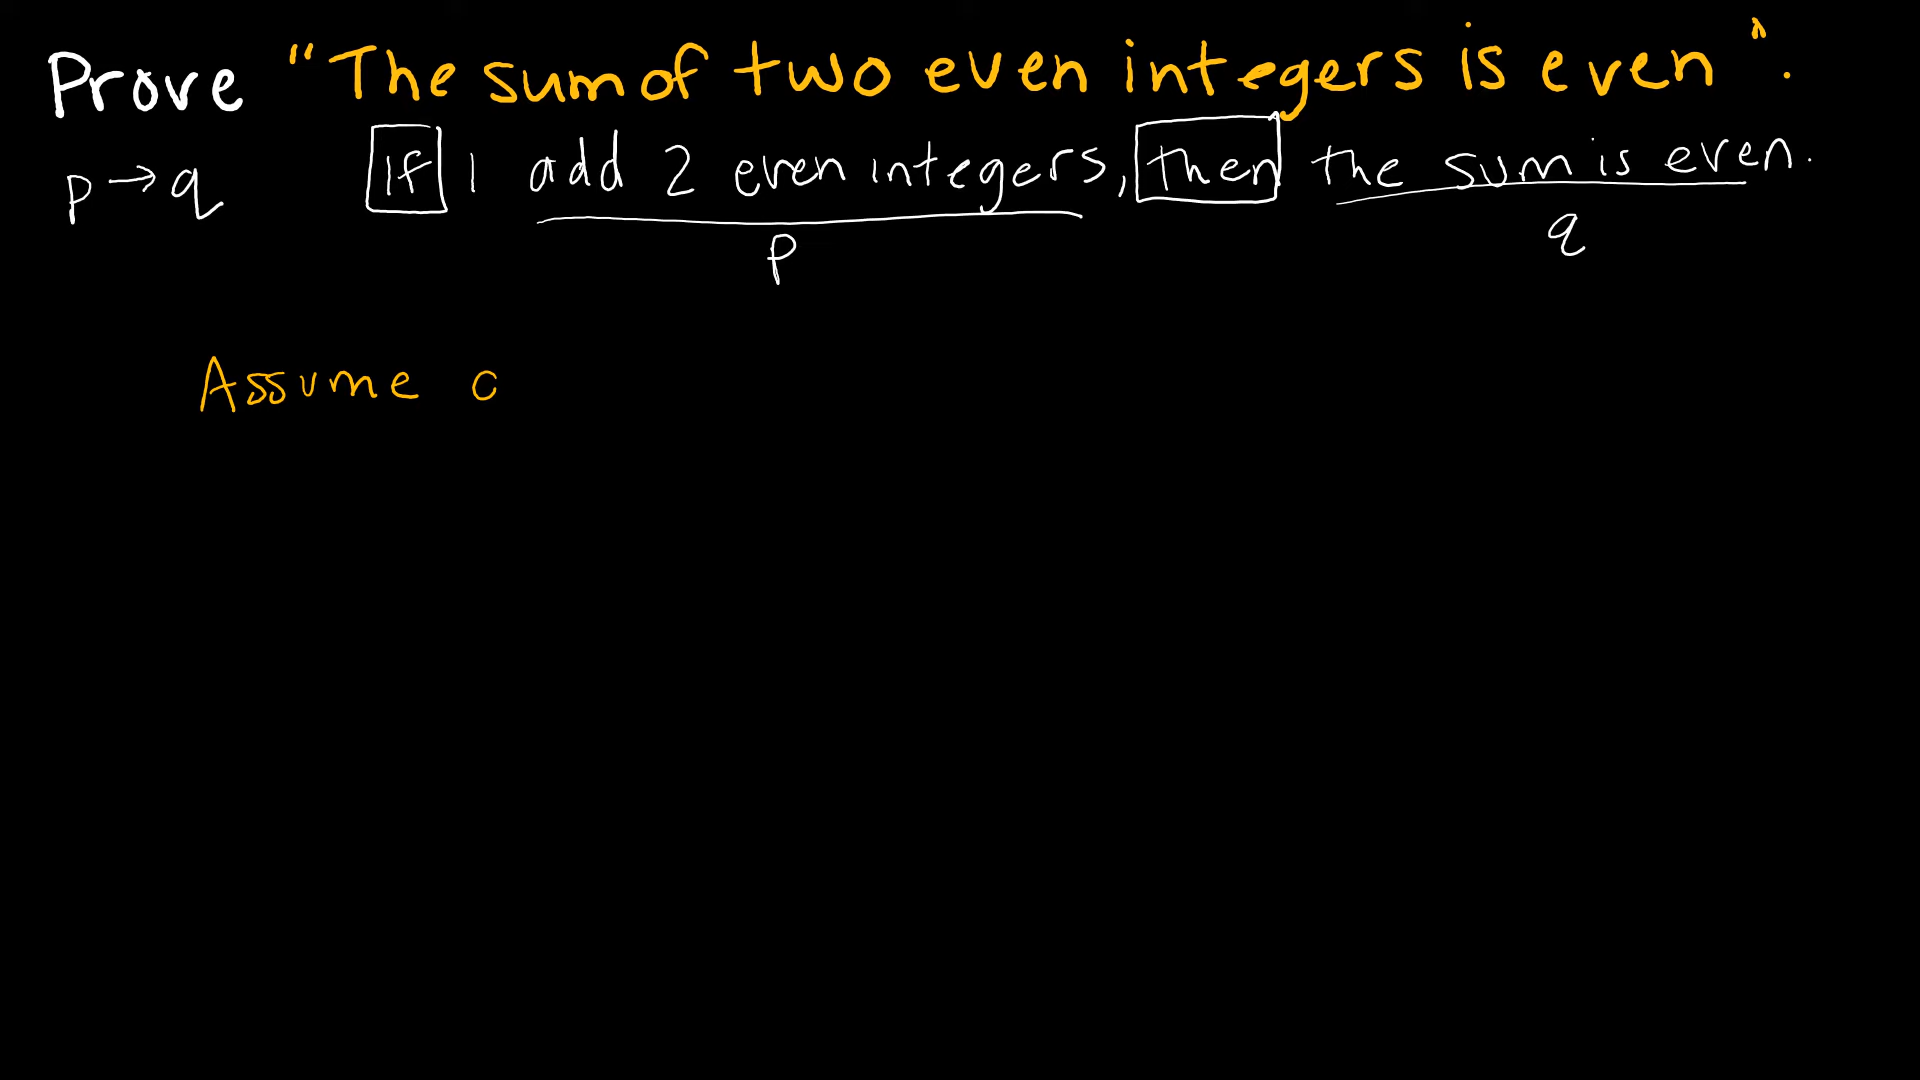 Prove "The sum of two even integers is even".
p → q If I add 2 even integers, then the sum is even.
p q
Assume